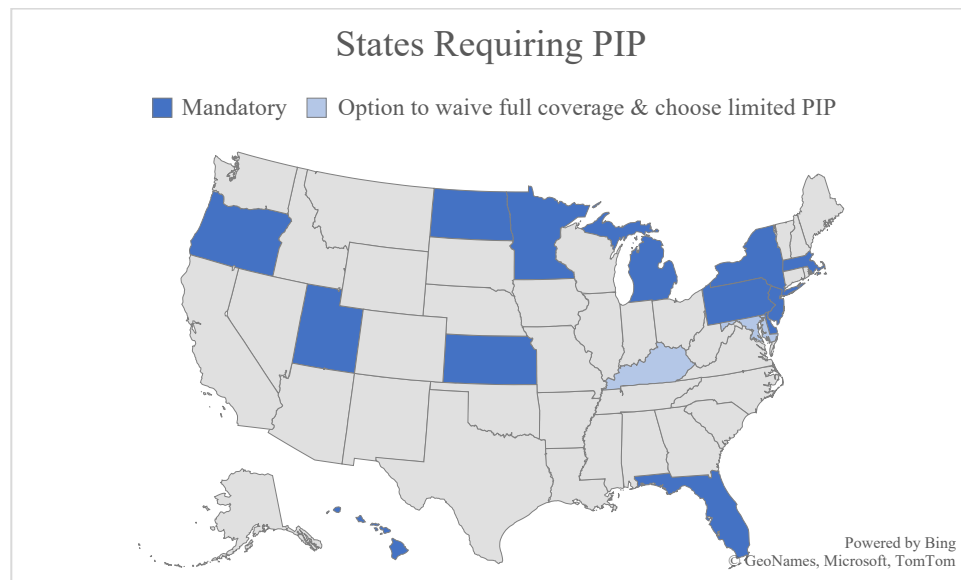 States Requiring PIP
Mandatory
Option to waive full coverage & choose limited PIP
Powered by Bing
© GeoNames, Microsoft, TomTom